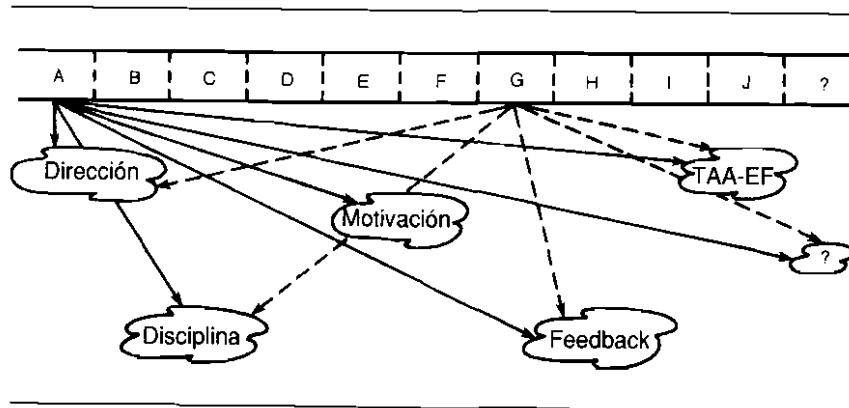 A B C D E F G H I J ?
Dirección
TAA-EF
Motivación
?
Disciplina
Feedback